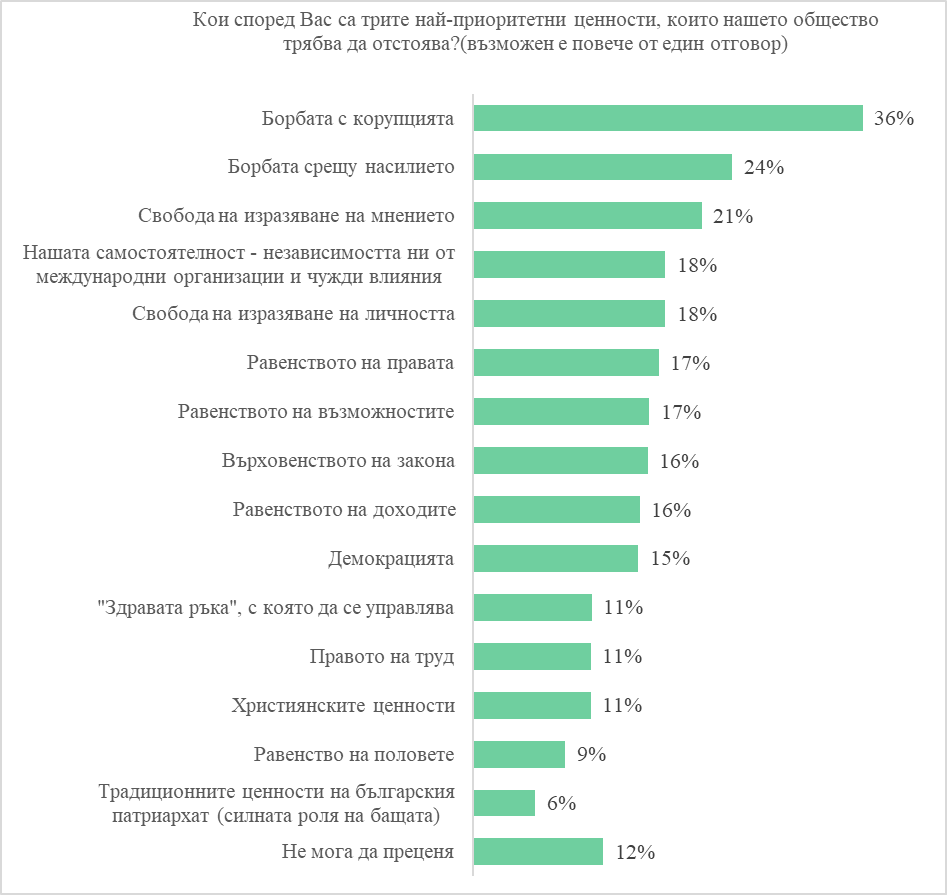 Кои според Вас са трите най-приоритетни ценности, които нашето общество
трябва да отстоява?(възможен е повече от един отговор)
Борбата с корупцията 36%
Борбата срещу насилието 24%
Свобода на изразяване на мнението 21%
Нашата самостоятелност - независимостта ни от
международни организации и чужди влияния 18%
Свобода на изразяване на личността 18%
Равенството на правата 17%
Равенството на възможностите 17%
Върховенството на закона 16%
Равенството на доходите 16%
Демокрацията 15%
"Здравата ръка", с която да се управлява 11%
Правото на труд 11%
Християнските ценности 11%
Равенство на половете 9%
Традиционните ценности на българския
патриархат (силната роля на бащата) 6%
Не мога да преценя 12%